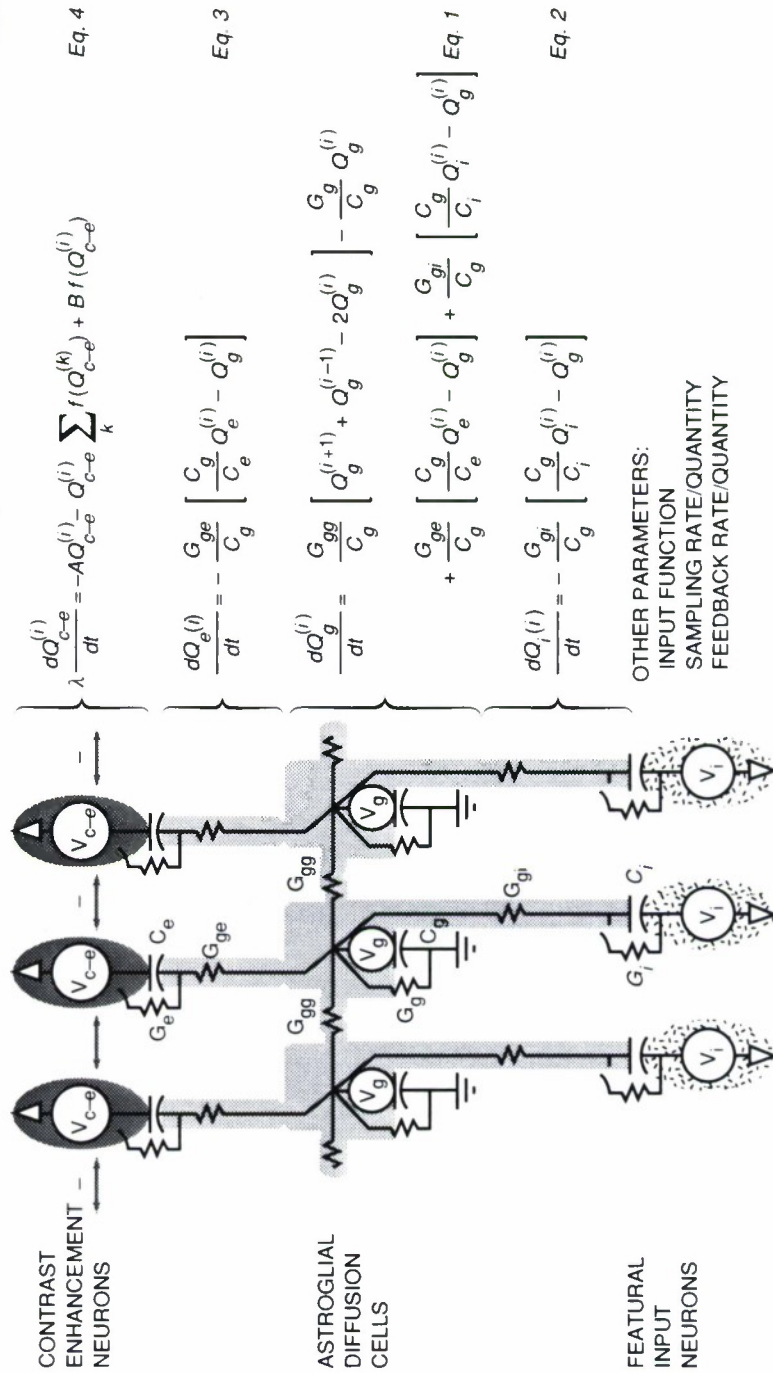 CONTRAST
ENHANCEMENT
NEURONS
ASTROGLIAL
DIFFUSION
CELLS
FEATURAL
INPUT
NEURONS
− − − −
V_{c–e} V_{c–e} V_{c–e}
G_e C_e
G_{ge}
G_{gg} G_{gg}
V_g V_g V_g
G_g C_g
G_{gi}
G_i C_i
V_i V_i V_i
λ dQ_{c–e}^{(i)}/dt = −AQ_{c–e}^{(i)} − Q_{c–e}^{(i)} ∑_k f(Q_{c–e}^{(k)}) + B f(Q_{c–e}^{(i)}) Eq. 4
dQ_e^{(i)}/dt = − G_{ge}/C_g [ C_g/C_e Q_e^{(i)} − Q_g^{(i)} ] Eq. 3
dQ_g^{(i)}/dt = G_{gg}/C_g [ Q_g^{(i+1)} + Q_g^{(i−1)} − 2Q_g^{(i)} ] − G_g/C_g Q_g^{(i)}
+ G_{ge}/C_g [ C_g/C_e Q_e^{(i)} − Q_g^{(i)} ] + G_{gi}/C_g [ C_g/C_i Q_i^{(i)} − Q_g^{(i)} ] Eq. 1
dQ_i^{(i)}/dt = − G_{gi}/C_g [ C_g/C_i Q_i^{(i)} − Q_g^{(i)} ] Eq. 2
OTHER PARAMETERS:
INPUT FUNCTION
SAMPLING RATE/QUANTITY
FEEDBACK RATE/QUANTITY